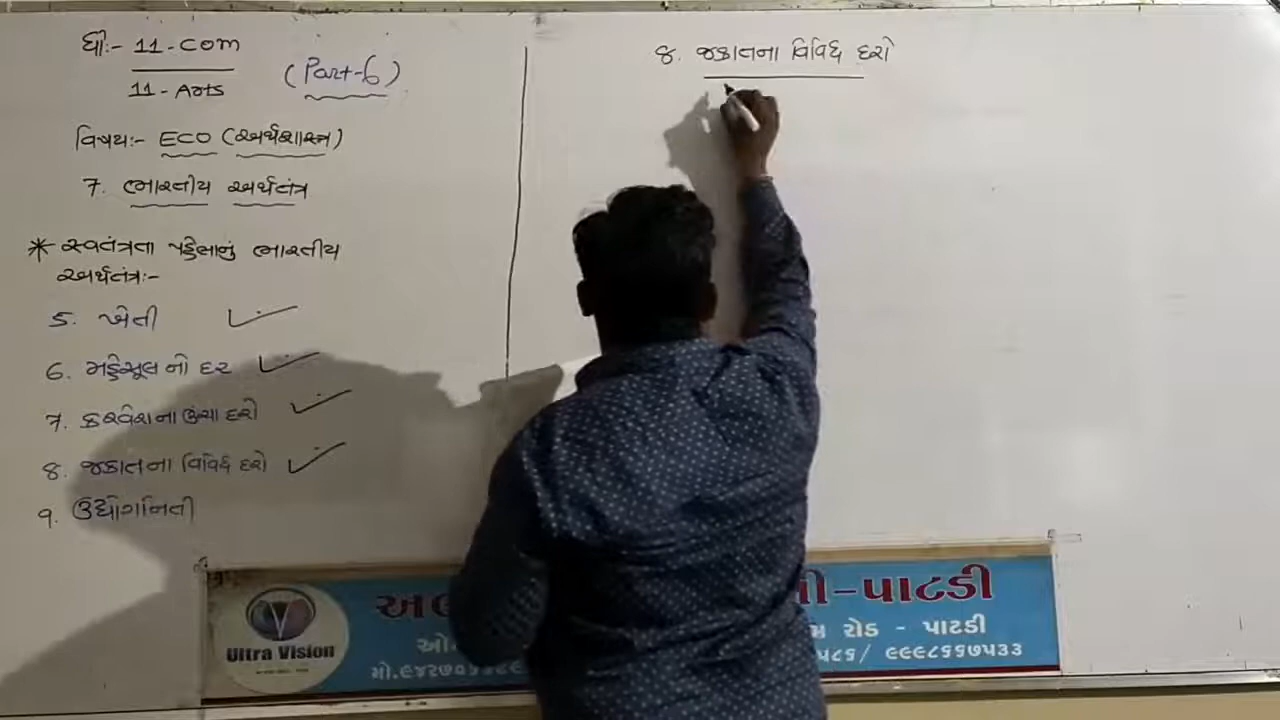 ધો:- 11-com
11-Arts
(Part-6)
વિષય:- ECO (અર્થશાસ્ત્ર)
7. ભારતીય અર્થતંત્ર
* સ્વતંત્રતા પહેલાનું ભારતીય
અર્થતંત્ર:-
5. ખેતી
6. મહેસૂલ નો દર
7. કરવેરાના ઉંચા દરો
8. જકાતના વિવિધ દરો
9. ઉદ્યોગનિતી
8. જકાતના વિવિધ દરો
-પાટડી
રોડ - પાટડી
૯૯૯૮૬૬૭૫૩૩
Ultra Vision